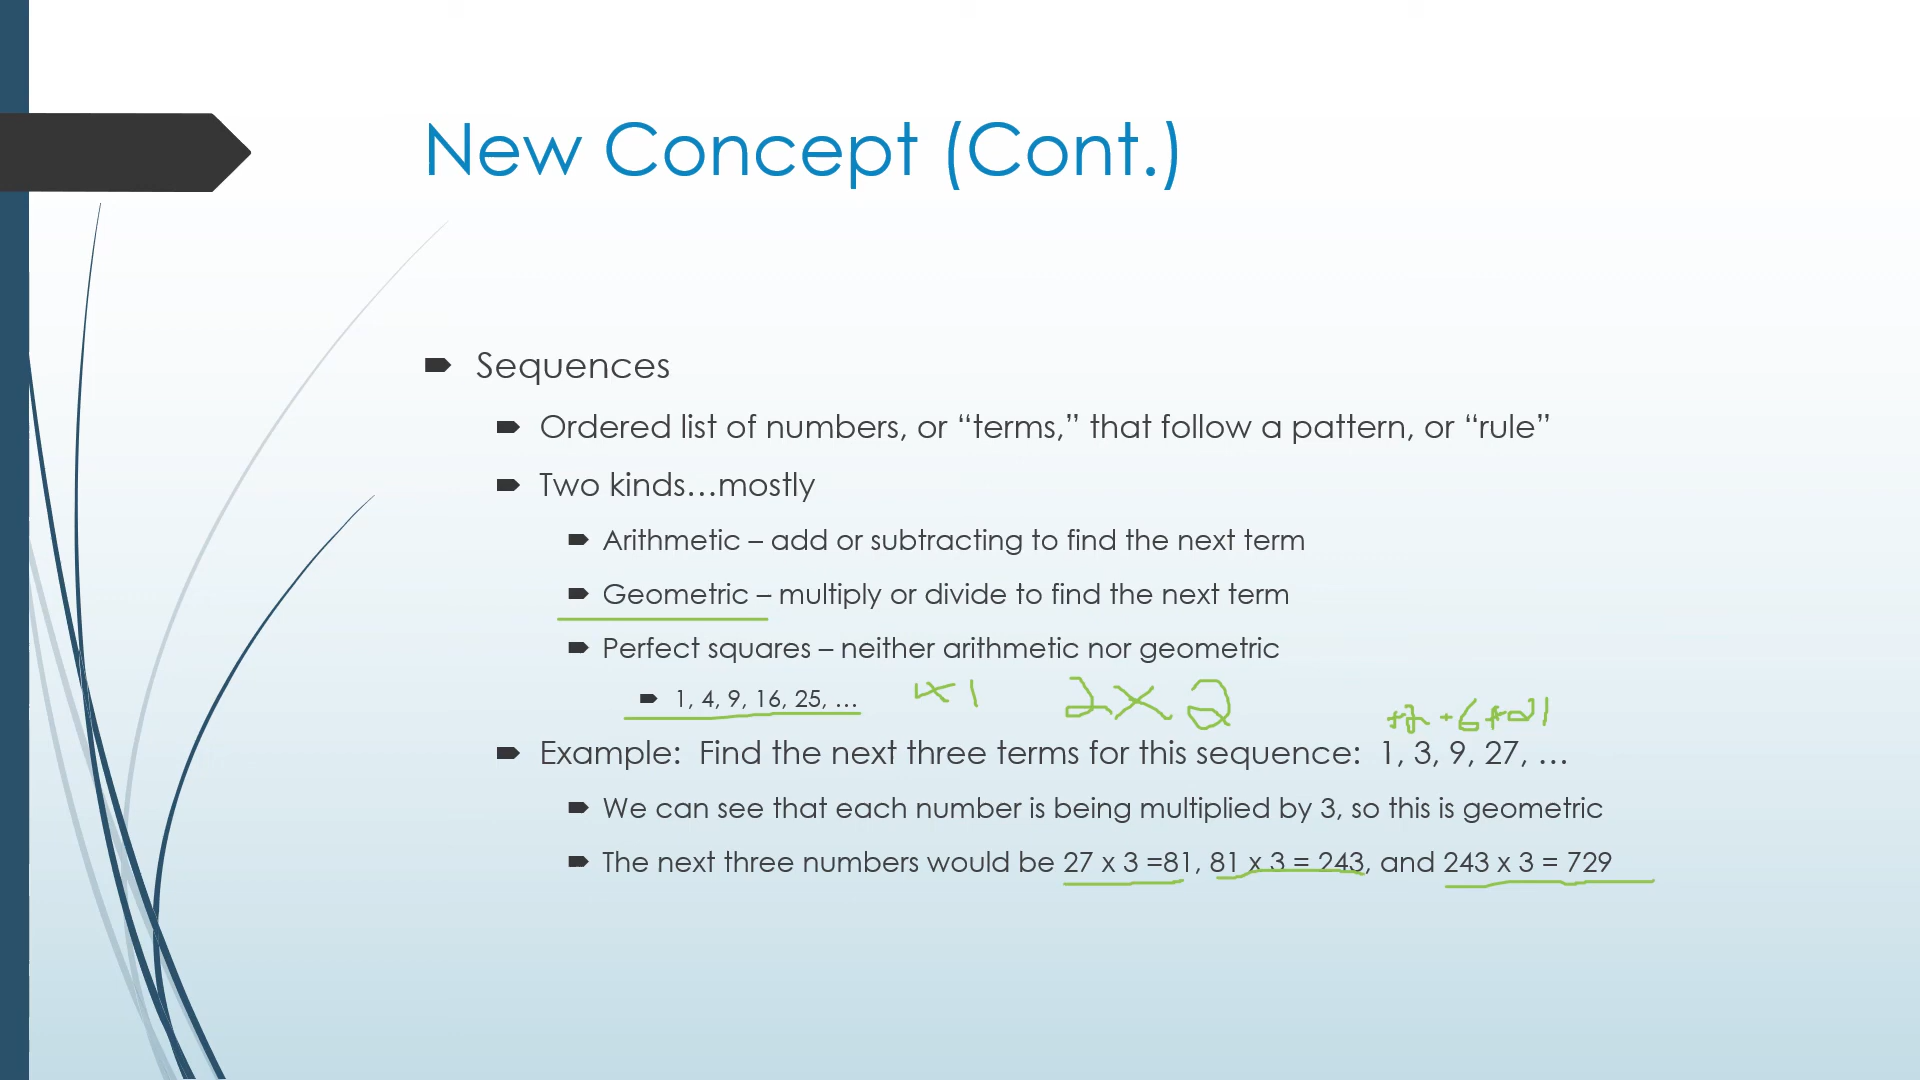 New Concept (Cont.)
Sequences
Ordered list of numbers, or “terms,” that follow a pattern, or “rule”
Two kinds…mostly
Arithmetic – add or subtracting to find the next term
Geometric – multiply or divide to find the next term
Perfect squares – neither arithmetic nor geometric
1, 4, 9, 16, 25, … 2 x 2
+2 +6
Example: Find the next three terms for this sequence: 1, 3, 9, 27, …
We can see that each number is being multiplied by 3, so this is geometric
The next three numbers would be 27 x 3 =81, 81 x 3 = 243, and 243 x 3 = 729